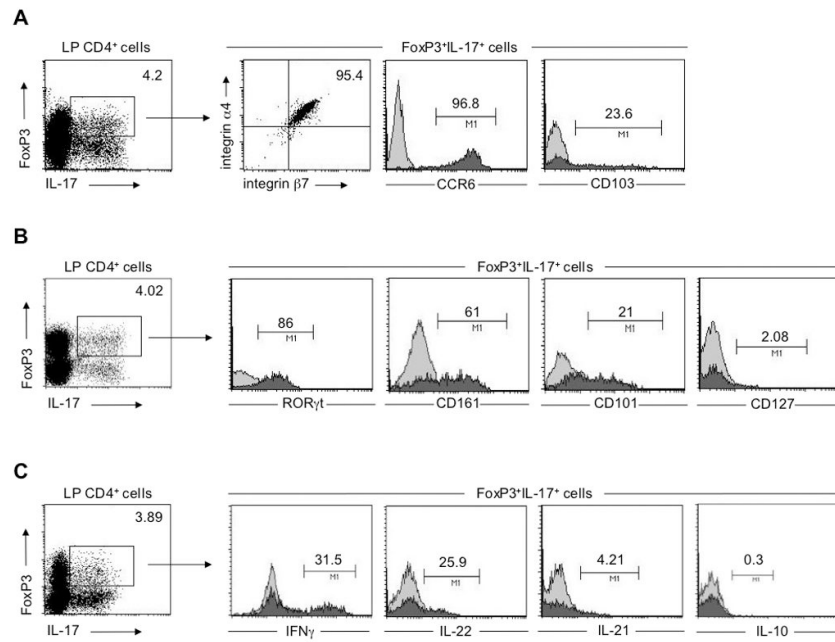 A
LP CD4⁺ cells
FoxP3⁺IL-17⁺ cells
4.2
95.4
96.8
M1
23.6
M1
FoxP3
IL-17
integrin α4
integrin β7
CCR6
CD103
B
LP CD4⁺ cells
FoxP3⁺IL-17⁺ cells
4.02
86
M1
61
M1
21
M1
2.08
M1
FoxP3
IL-17
RORγt
CD161
CD101
CD127
C
LP CD4⁺ cells
FoxP3⁺IL-17⁺ cells
3.89
31.5
M1
25.9
M1
4.21
M1
0.3
M1
FoxP3
IL-17
IFNγ
IL-22
IL-21
IL-10